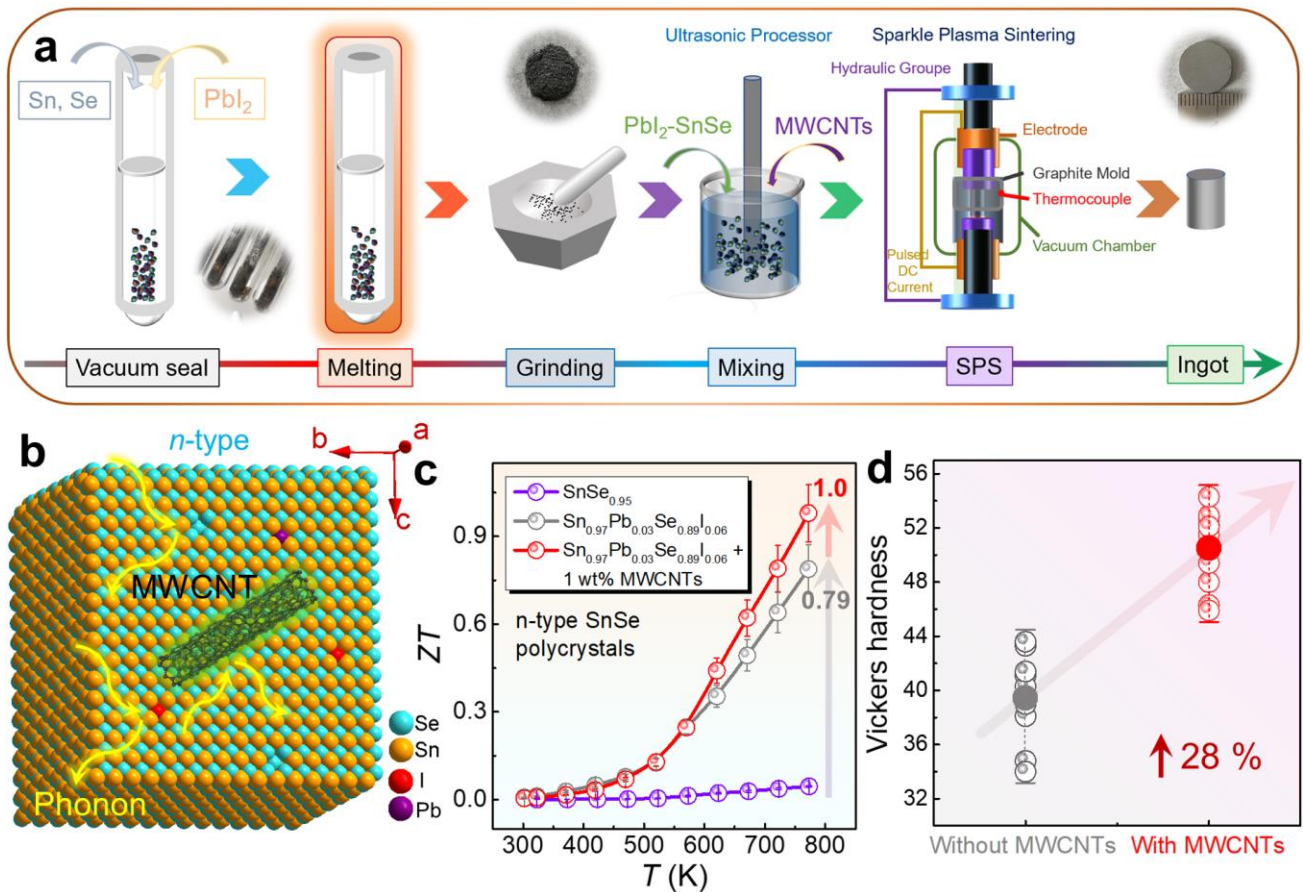 a
Sn, Se
PbI₂
Ultrasonic Processor
Sparkle Plasma Sintering
Hydraulic Groupe
PbI₂-SnSe
MWCNTs
Electrode
Graphite Mold
Thermocouple
Vacuum Chamber
Pulsed
DC
Current
Vacuum seal
Melting
Grinding
Mixing
SPS
Ingot
b
n-type
b
a
c
MWCNT
Phonon
Se
Sn
I
Pb
c
SnSe₀.₉₅
Sn₀.₉₇Pb₀.₀₃Se₀.₈₉I₀.₀₆
Sn₀.₉₇Pb₀.₀₃Se₀.₈₉I₀.₀₆ +
1 wt% MWCNTs
1.0
0.79
n-type SnSe
polycrystals
ZT
0.9
0.6
0.3
0.0
300 400 500 600 700 800
T (K)
d
Vickers hardness
56
52
48
44
40
36
32
28 %
Without MWCNTs
With MWCNTs